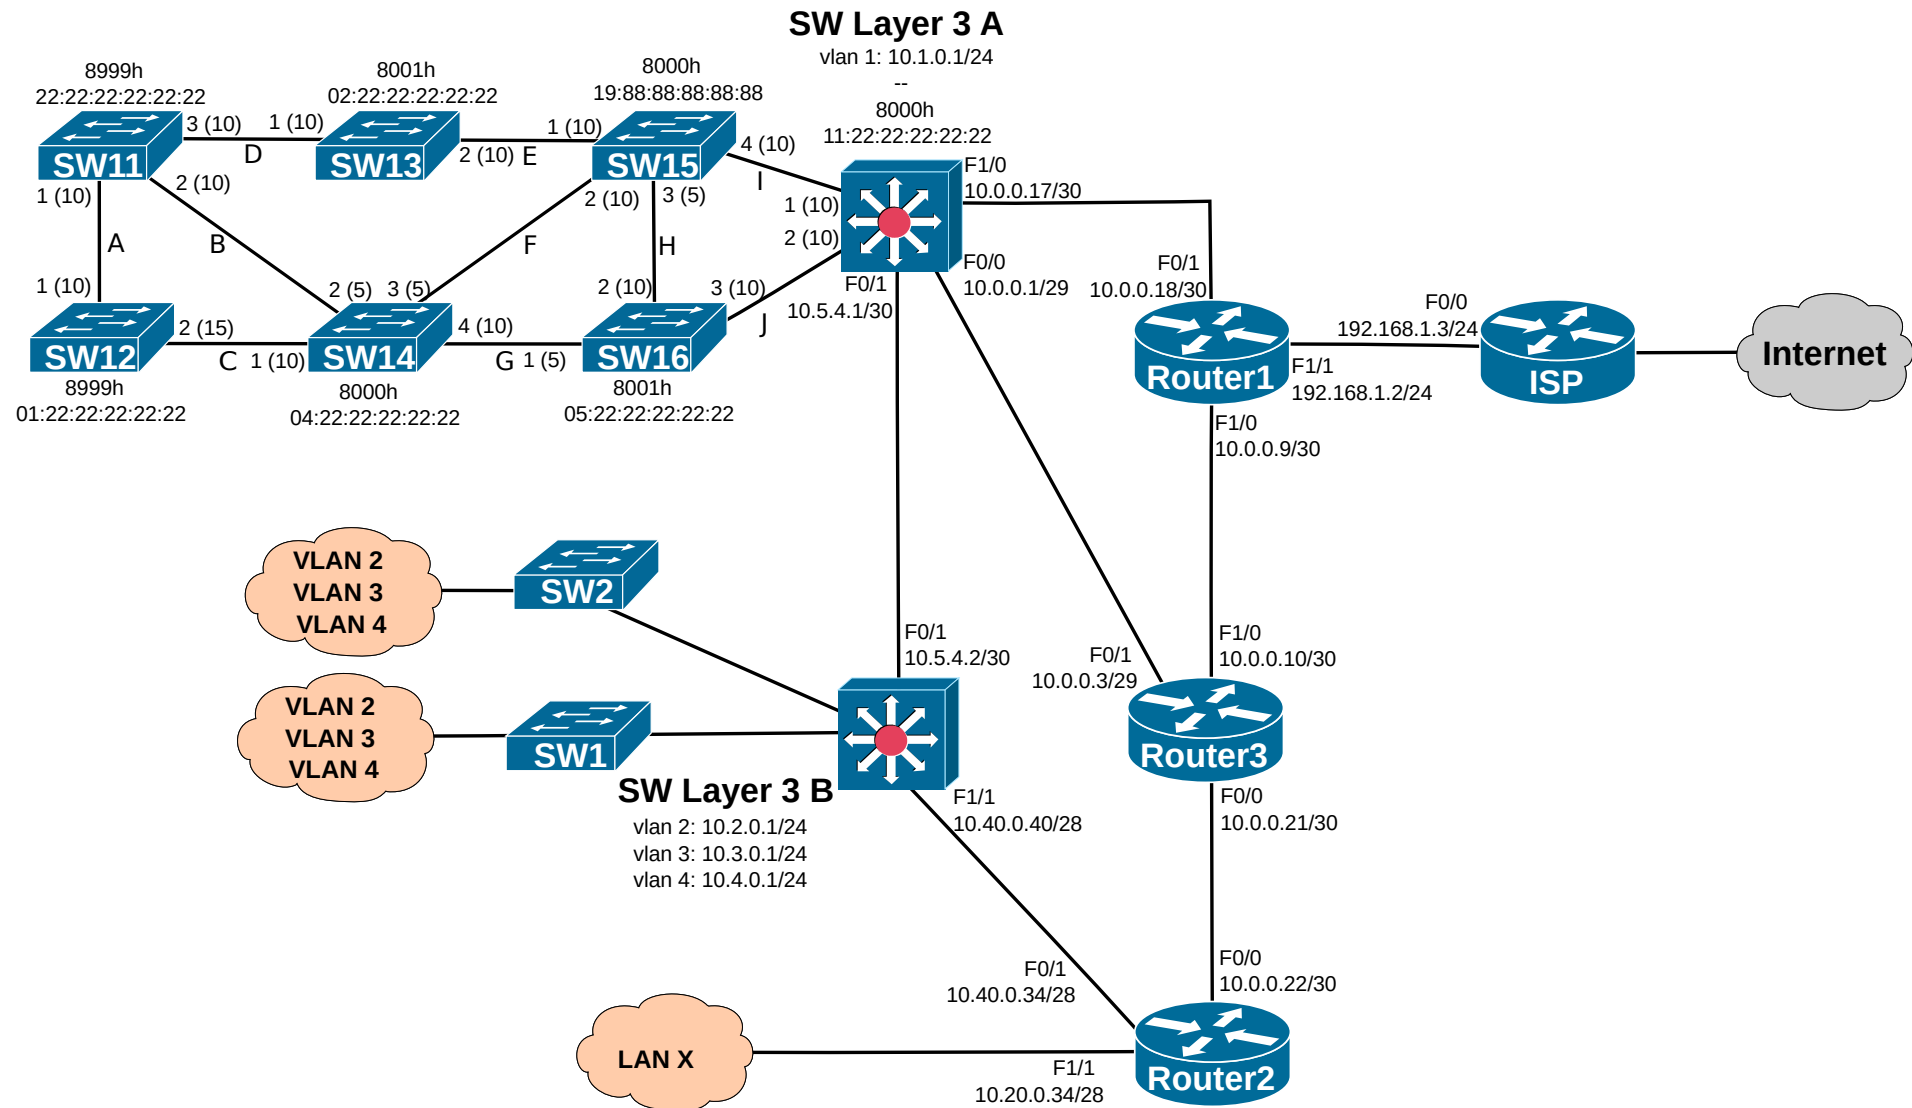 SW Layer 3 A
vlan 1: 10.1.0.1/24
--
8000h
11:22:22:22:22:22
8999h
22:22:22:22:22:22
8001h
02:22:22:22:22:22
8000h
19:88:88:88:88:88
3 (10)
D
1 (10)
SW11
SW13
2 (10)
E
1 (10)
SW15
4 (10)
I
1 (10)
2 (10)
A
2 (10)
B
2 (10)
F
3 (5)
H
1 (10)
2 (10)
F1/0
10.0.0.17/30
F0/0
10.0.0.1/29
F0/1
10.5.4.1/30
1 (10)
SW12
2 (15)
C
1 (10)
2 (5)
3 (5)
SW14
4 (10)
G
1 (5)
2 (10)
SW16
3 (10)
J
8999h
01:22:22:22:22:22
8000h
04:22:22:22:22:22
8001h
05:22:22:22:22:22
F0/1
10.0.0.18/30
Router1
F1/1
192.168.1.2/24
F0/0
192.168.1.3/24
ISP
Internet
F1/0
10.0.0.9/30
VLAN 2
VLAN 3
VLAN 4
SW2
VLAN 2
VLAN 3
VLAN 4
SW1
F0/1
10.5.4.2/30
SW Layer 3 B
vlan 2: 10.2.0.1/24
vlan 3: 10.3.0.1/24
vlan 4: 10.4.0.1/24
F1/1
10.40.0.40/28
F0/1
10.0.0.3/29
F1/0
10.0.0.10/30
Router3
F0/0
10.0.0.21/30
F0/1
10.40.0.34/28
F0/0
10.0.0.22/30
LAN X
F1/1
10.20.0.34/28
Router2